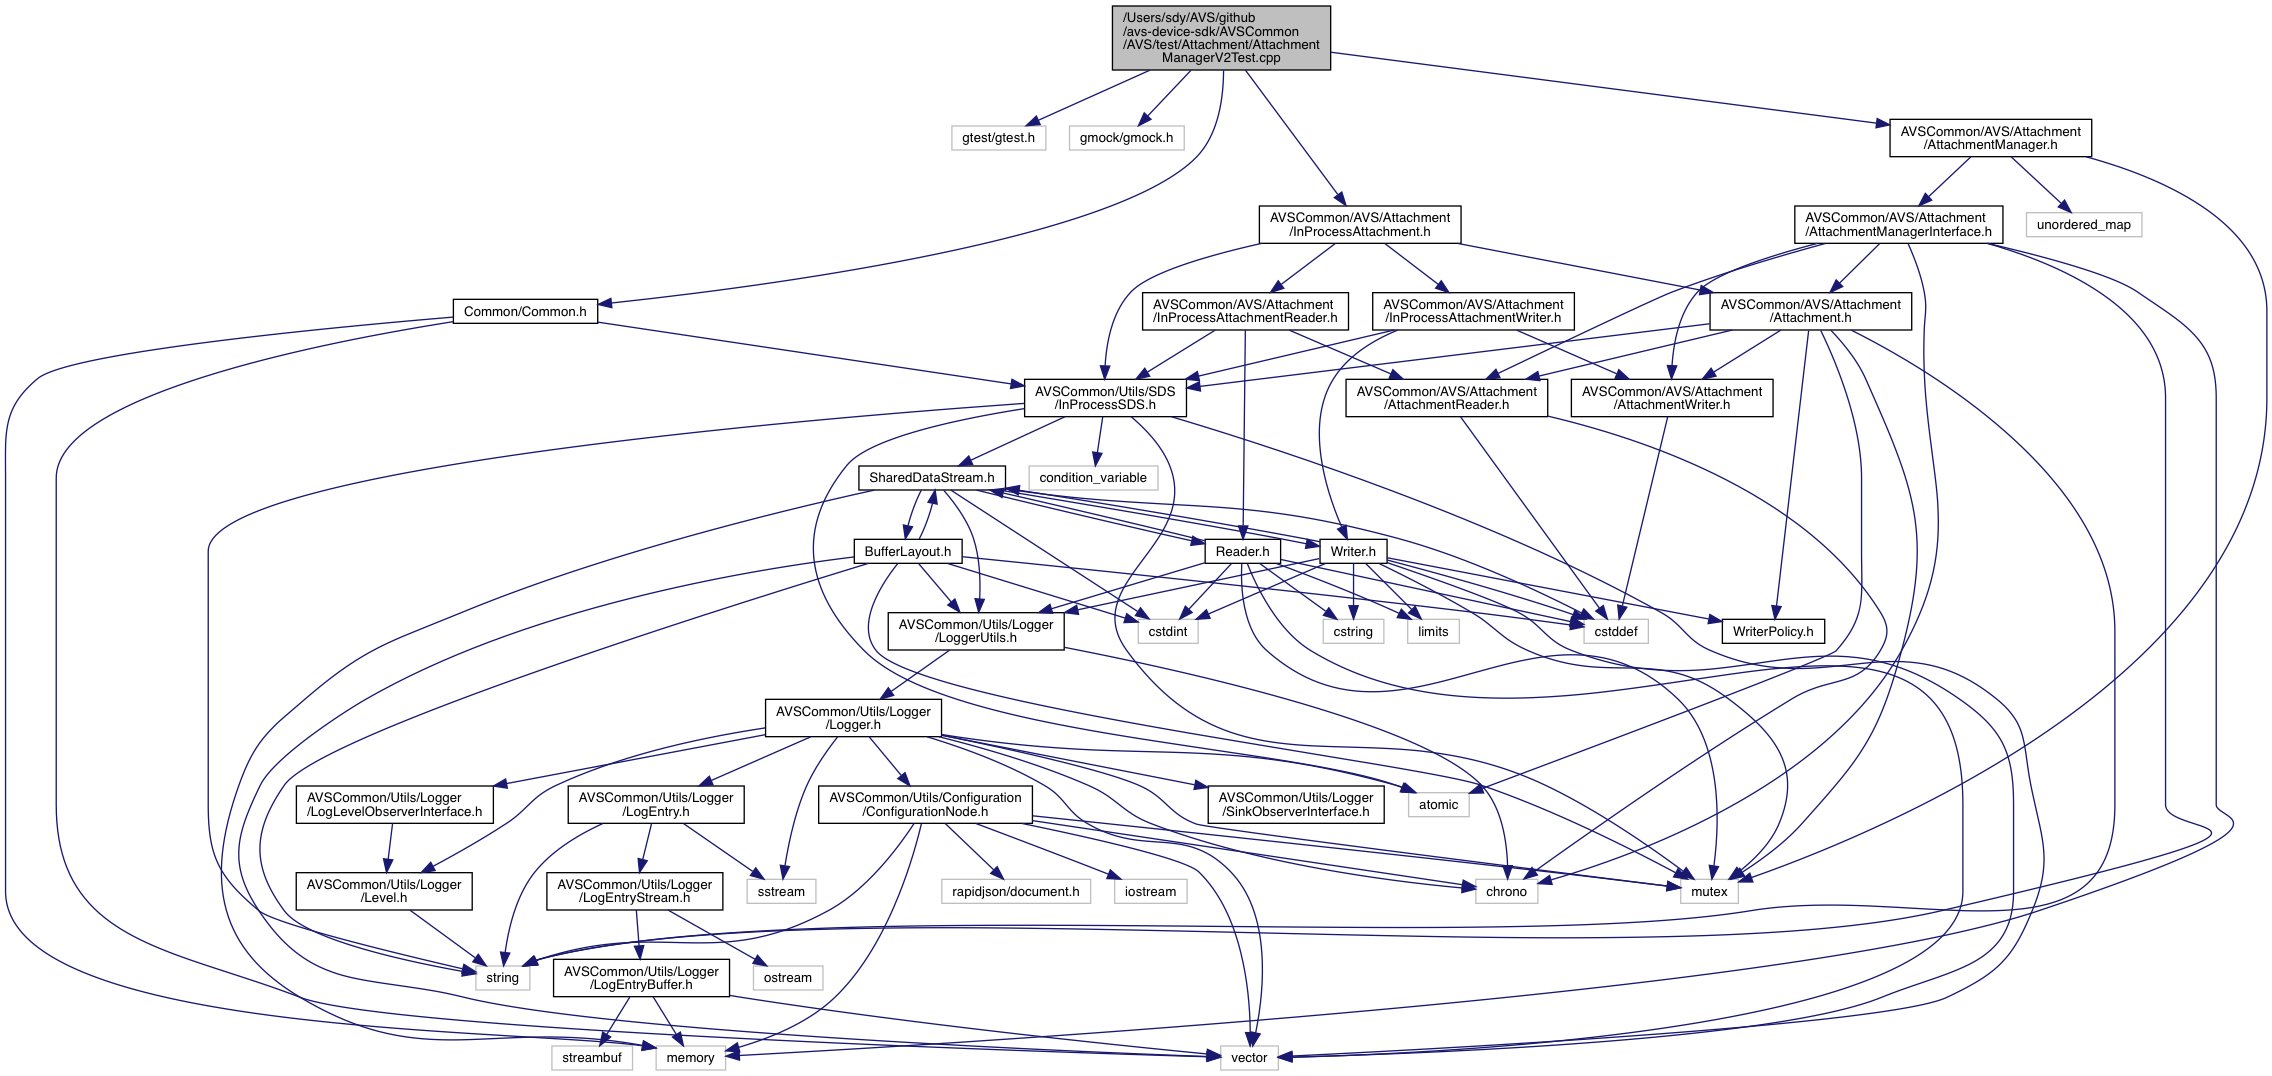 /Users/sdy/AVS/github
/avs-device-sdk/AVSCommon
/AVS/test/Attachment/Attachment
ManagerV2Test.cpp
gtest/gtest.h
gmock/gmock.h
AVSCommon/AVS/Attachment
/AttachmentManager.h
AVSCommon/AVS/Attachment
/InProcessAttachment.h
AVSCommon/AVS/Attachment
/AttachmentManagerInterface.h
unordered_map
Common/Common.h
AVSCommon/AVS/Attachment
/InProcessAttachmentReader.h
AVSCommon/AVS/Attachment
/InProcessAttachmentWriter.h
AVSCommon/AVS/Attachment
/Attachment.h
AVSCommon/Utils/SDS
/InProcessSDS.h
AVSCommon/AVS/Attachment
/AttachmentReader.h
AVSCommon/AVS/Attachment
/AttachmentWriter.h
SharedDataStream.h
condition_variable
BufferLayout.h
Reader.h
Writer.h
AVSCommon/Utils/Logger
/LoggerUtils.h
cstdint
cstring
limits
cstddef
WriterPolicy.h
AVSCommon/Utils/Logger
/Logger.h
AVSCommon/Utils/Logger
/LogLevelObserverInterface.h
AVSCommon/Utils/Logger
/LogEntry.h
AVSCommon/Utils/Configuration
/ConfigurationNode.h
AVSCommon/Utils/Logger
/SinkObserverInterface.h
atomic
AVSCommon/Utils/Logger
/Level.h
AVSCommon/Utils/Logger
/LogEntryStream.h
sstream
rapidjson/document.h
iostream
chrono
mutex
string
AVSCommon/Utils/Logger
/LogEntryBuffer.h
ostream
streambuf
memory
vector